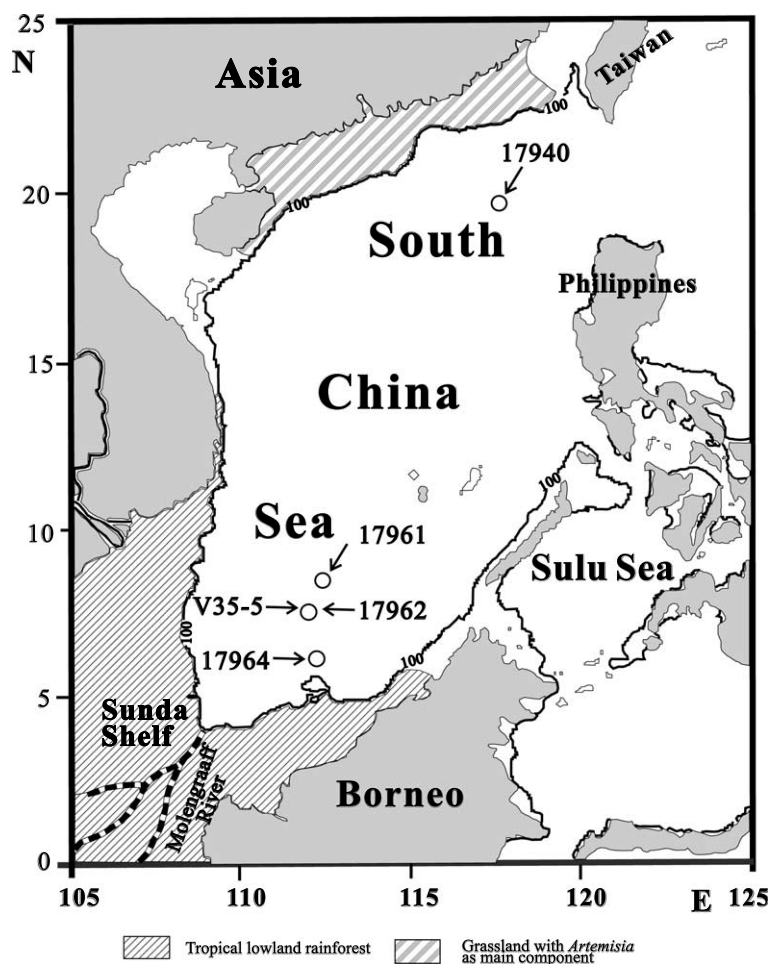 25
N
Asia
Taiwan
100
17940
20
100
South
Philippines
15
China
100
Sea
17961
10
Sulu Sea
V35-5
17962
100
17964
100
5
Sunda
Shelf
Molengraaff
River
Borneo
0
105
110
115
120
E
125
Tropical lowland rainforest
Grassland with Artemisia
as main component